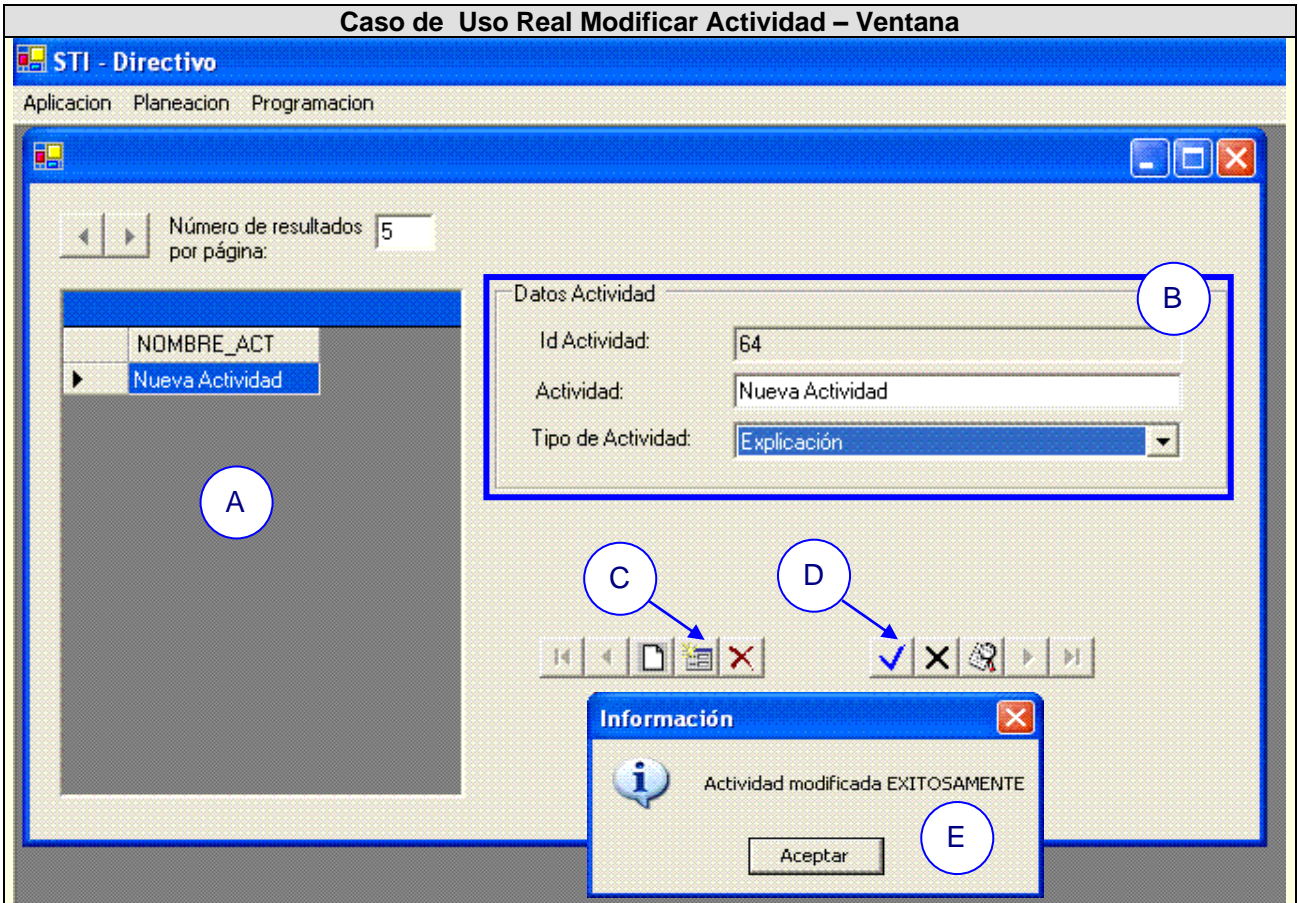 Caso de Uso Real Modificar Actividad – Ventana
STI - Directivo
Aplicacion Planeacion Programacion
Número de resultados
por página:
5
Datos Actividad
B
Id Actividad:
64
NOMBRE_ACT
Nueva Actividad
Actividad:
Nueva Actividad
Tipo de Actividad:
Explicación
A
C
D
Información
Actividad modificada EXITOSAMENTE
E
Aceptar